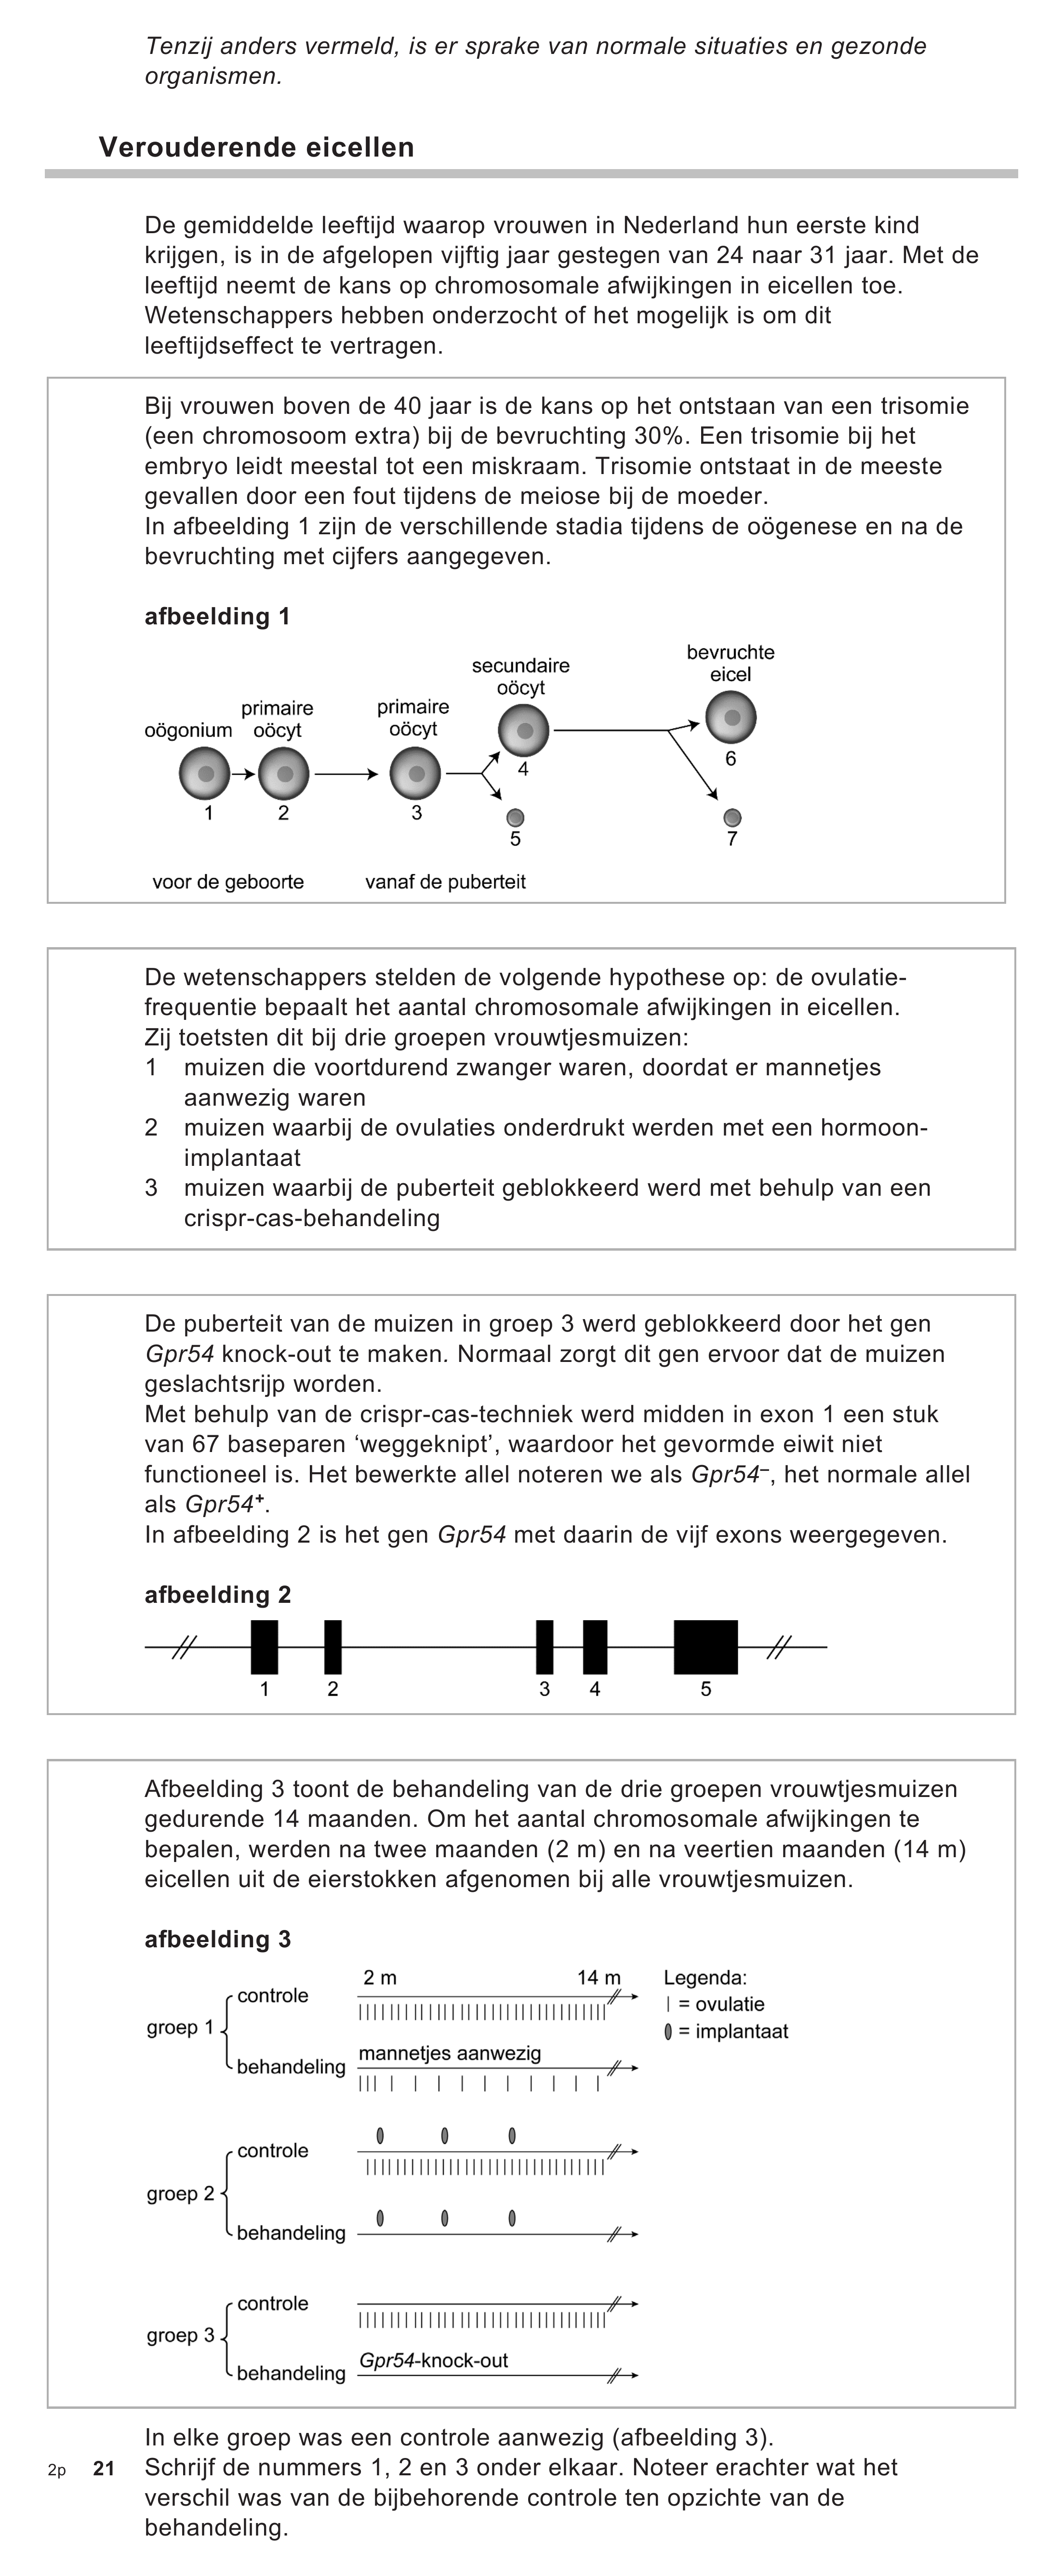 Tenzij anders vermeld, is er sprake van normale situaties en gezonde
organismen.
Verouderende eicellen
De gemiddelde leeftijd waarop vrouwen in Nederland hun eerste kind
krijgen, is in de afgelopen vijftig jaar gestegen van 24 naar 31 jaar. Met de
leeftijd neemt de kans op chromosomale afwijkingen in eicellen toe.
Wetenschappers hebben onderzocht of het mogelijk is om dit
leeftijdseffect te vertragen.
Bij vrouwen boven de 40 jaar is de kans op het ontstaan van een trisomie
(een chromosoom extra) bij de bevruchting 30%. Een trisomie bij het
embryo leidt meestal tot een miskraam. Trisomie ontstaat in de meeste
gevallen door een fout tijdens de meiose bij de moeder.
In afbeelding 1 zijn de verschillende stadia tijdens de oögenese en na de
bevruchting met cijfers aangegeven.
afbeelding 1
oögonium
primaire
oöcyt
primaire
oöcyt
secundaire
oöcyt
bevruchte
eicel
1
2
3
4
5
6
7
voor de geboorte
vanaf de puberteit
De wetenschappers stelden de volgende hypothese op: de ovulatie-
frequentie bepaalt het aantal chromosomale afwijkingen in eicellen.
Zij toetsten dit bij drie groepen vrouwtjesmuizen:
1 muizen die voortdurend zwanger waren, doordat er mannetjes
aanwezig waren
2 muizen waarbij de ovulaties onderdrukt werden met een hormoon-
implantaat
3 muizen waarbij de puberteit geblokkeerd werd met behulp van een
crispr-cas-behandeling
De puberteit van de muizen in groep 3 werd geblokkeerd door het gen
Gpr54 knock-out te maken. Normaal zorgt dit gen ervoor dat de muizen
geslachtsrijp worden.
Met behulp van de crispr-cas-techniek werd midden in exon 1 een stuk
van 67 baseparen ‘weggeknipt’, waardoor het gevormde eiwit niet
functioneel is. Het bewerkte allel noteren we als Gpr54⁻, het normale allel
als Gpr54⁺.
In afbeelding 2 is het gen Gpr54 met daarin de vijf exons weergegeven.
afbeelding 2
1 2 3 4 5
Afbeelding 3 toont de behandeling van de drie groepen vrouwtjesmuizen
gedurende 14 maanden. Om het aantal chromosomale afwijkingen te
bepalen, werden na twee maanden (2 m) en na veertien maanden (14 m)
eicellen uit de eierstokken afgenomen bij alle vrouwtjesmuizen.
afbeelding 3
2 m 14 m
Legenda:
| = ovulatie
= implantaat
groep 1
controle
behandeling
mannetjes aanwezig
groep 2
controle
behandeling
groep 3
controle
behandeling
Gpr54-knock-out
In elke groep was een controle aanwezig (afbeelding 3).
2p 21 Schrijf de nummers 1, 2 en 3 onder elkaar. Noteer erachter wat het
verschil was van de bijbehorende controle ten opzichte van de
behandeling.